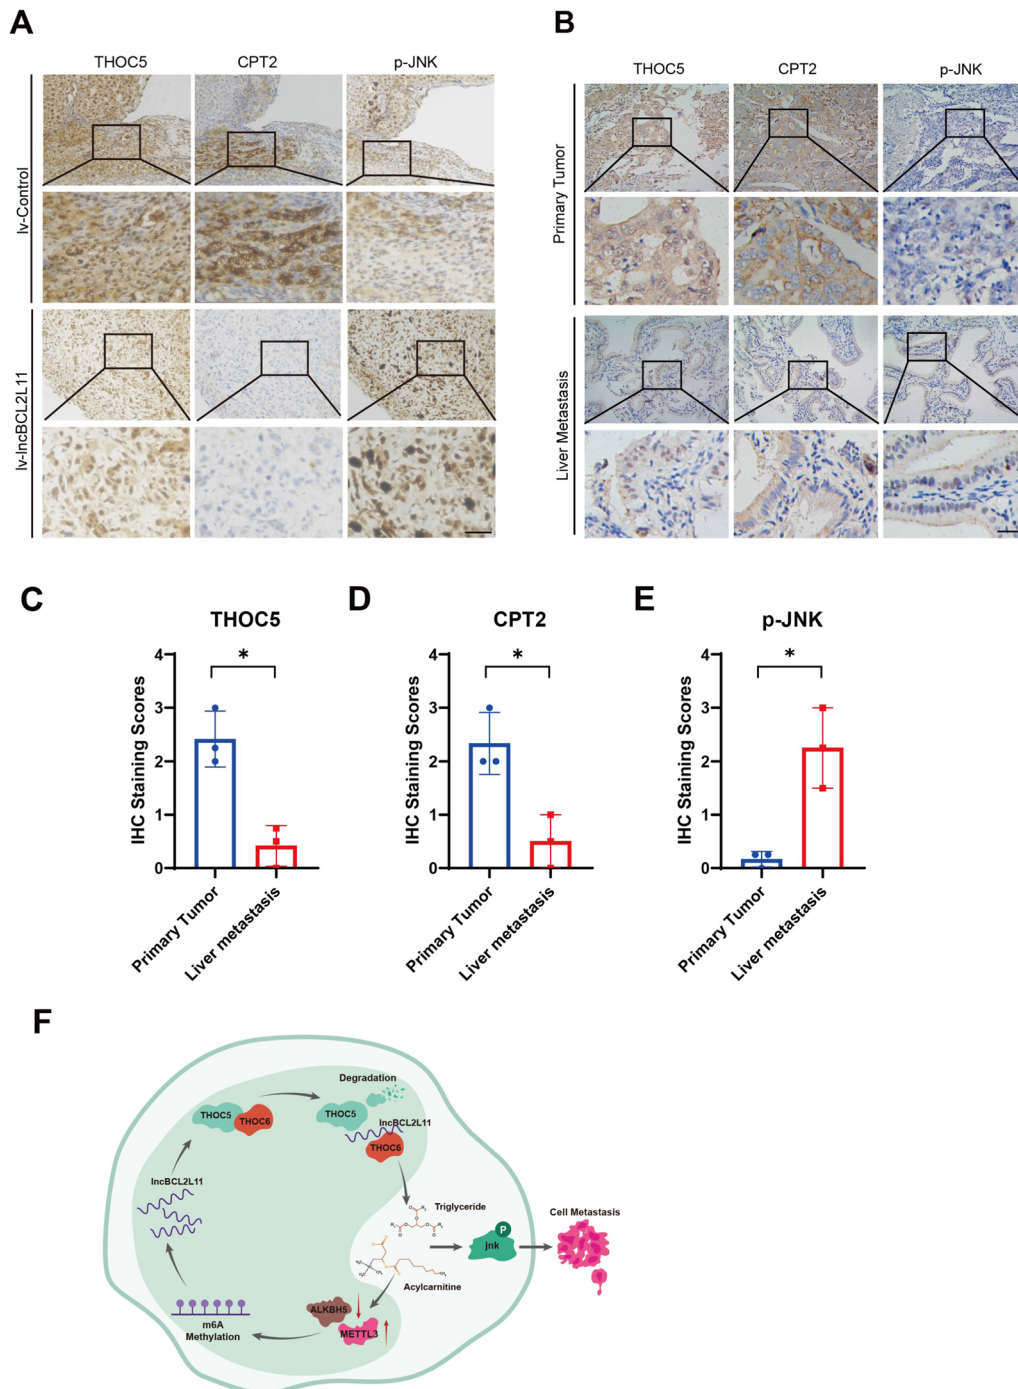 A
THOC5 CPT2 p-JNK
lv-Control
lv-lncBCL2L11
B
THOC5 CPT2 p-JNK
Primary Tumor
Liver Metastasis
C
THOC5
*
IHC Staining Scores
4
3
2
1
0
Primary Tumor
Liver metastasis
D
CPT2
*
IHC Staining Scores
4
3
2
1
0
Primary Tumor
Liver metastasis
E
p-JNK
*
IHC Staining Scores
4
3
2
1
0
Primary Tumor
Liver metastasis
F
Degradation
THOC5
THOC6
THOC5
lncBCL2L11
THOC6
lncBCL2L11
Triglyceride
P
jnk
Cell Metastasis
Acylcarnitine
ALKBH5
METTL3
m6A
Methylation